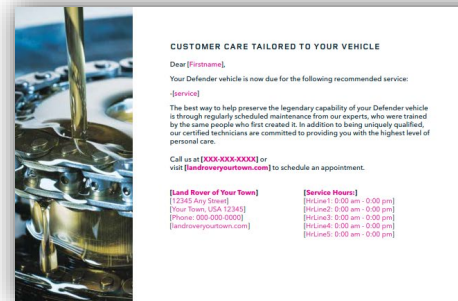 CUSTOMER CARE TAILORED TO YOUR VEHICLE
Dear [Firstname],
Your Defender vehicle is now due for the following recommended service:
-[service]
The best way to help preserve the legendary capability of your Defender vehicle
is through regularly scheduled maintenance from our experts, who were trained
by the same people who first created it. In addition to being uniquely qualified,
our certified technicians are committed to providing you with the highest level of
personal care.
Call us at [XXX-XXX-XXXX] or
visit [landroveryourtown.com] to schedule an appointment.
[Land Rover of Your Town]
[12345 Any Street]
[Your Town, USA 12345]
[Phone: 000-000-0000]
[landroveryourtown.com]
[Service Hours:]
[HrLine1: 0:00 am - 0:00 pm]
[HrLine2: 0:00 am - 0:00 pm]
[HrLine3: 0:00 am - 0:00 pm]
[HrLine4: 0:00 am - 0:00 pm]
[HrLine5: 0:00 am - 0:00 pm]